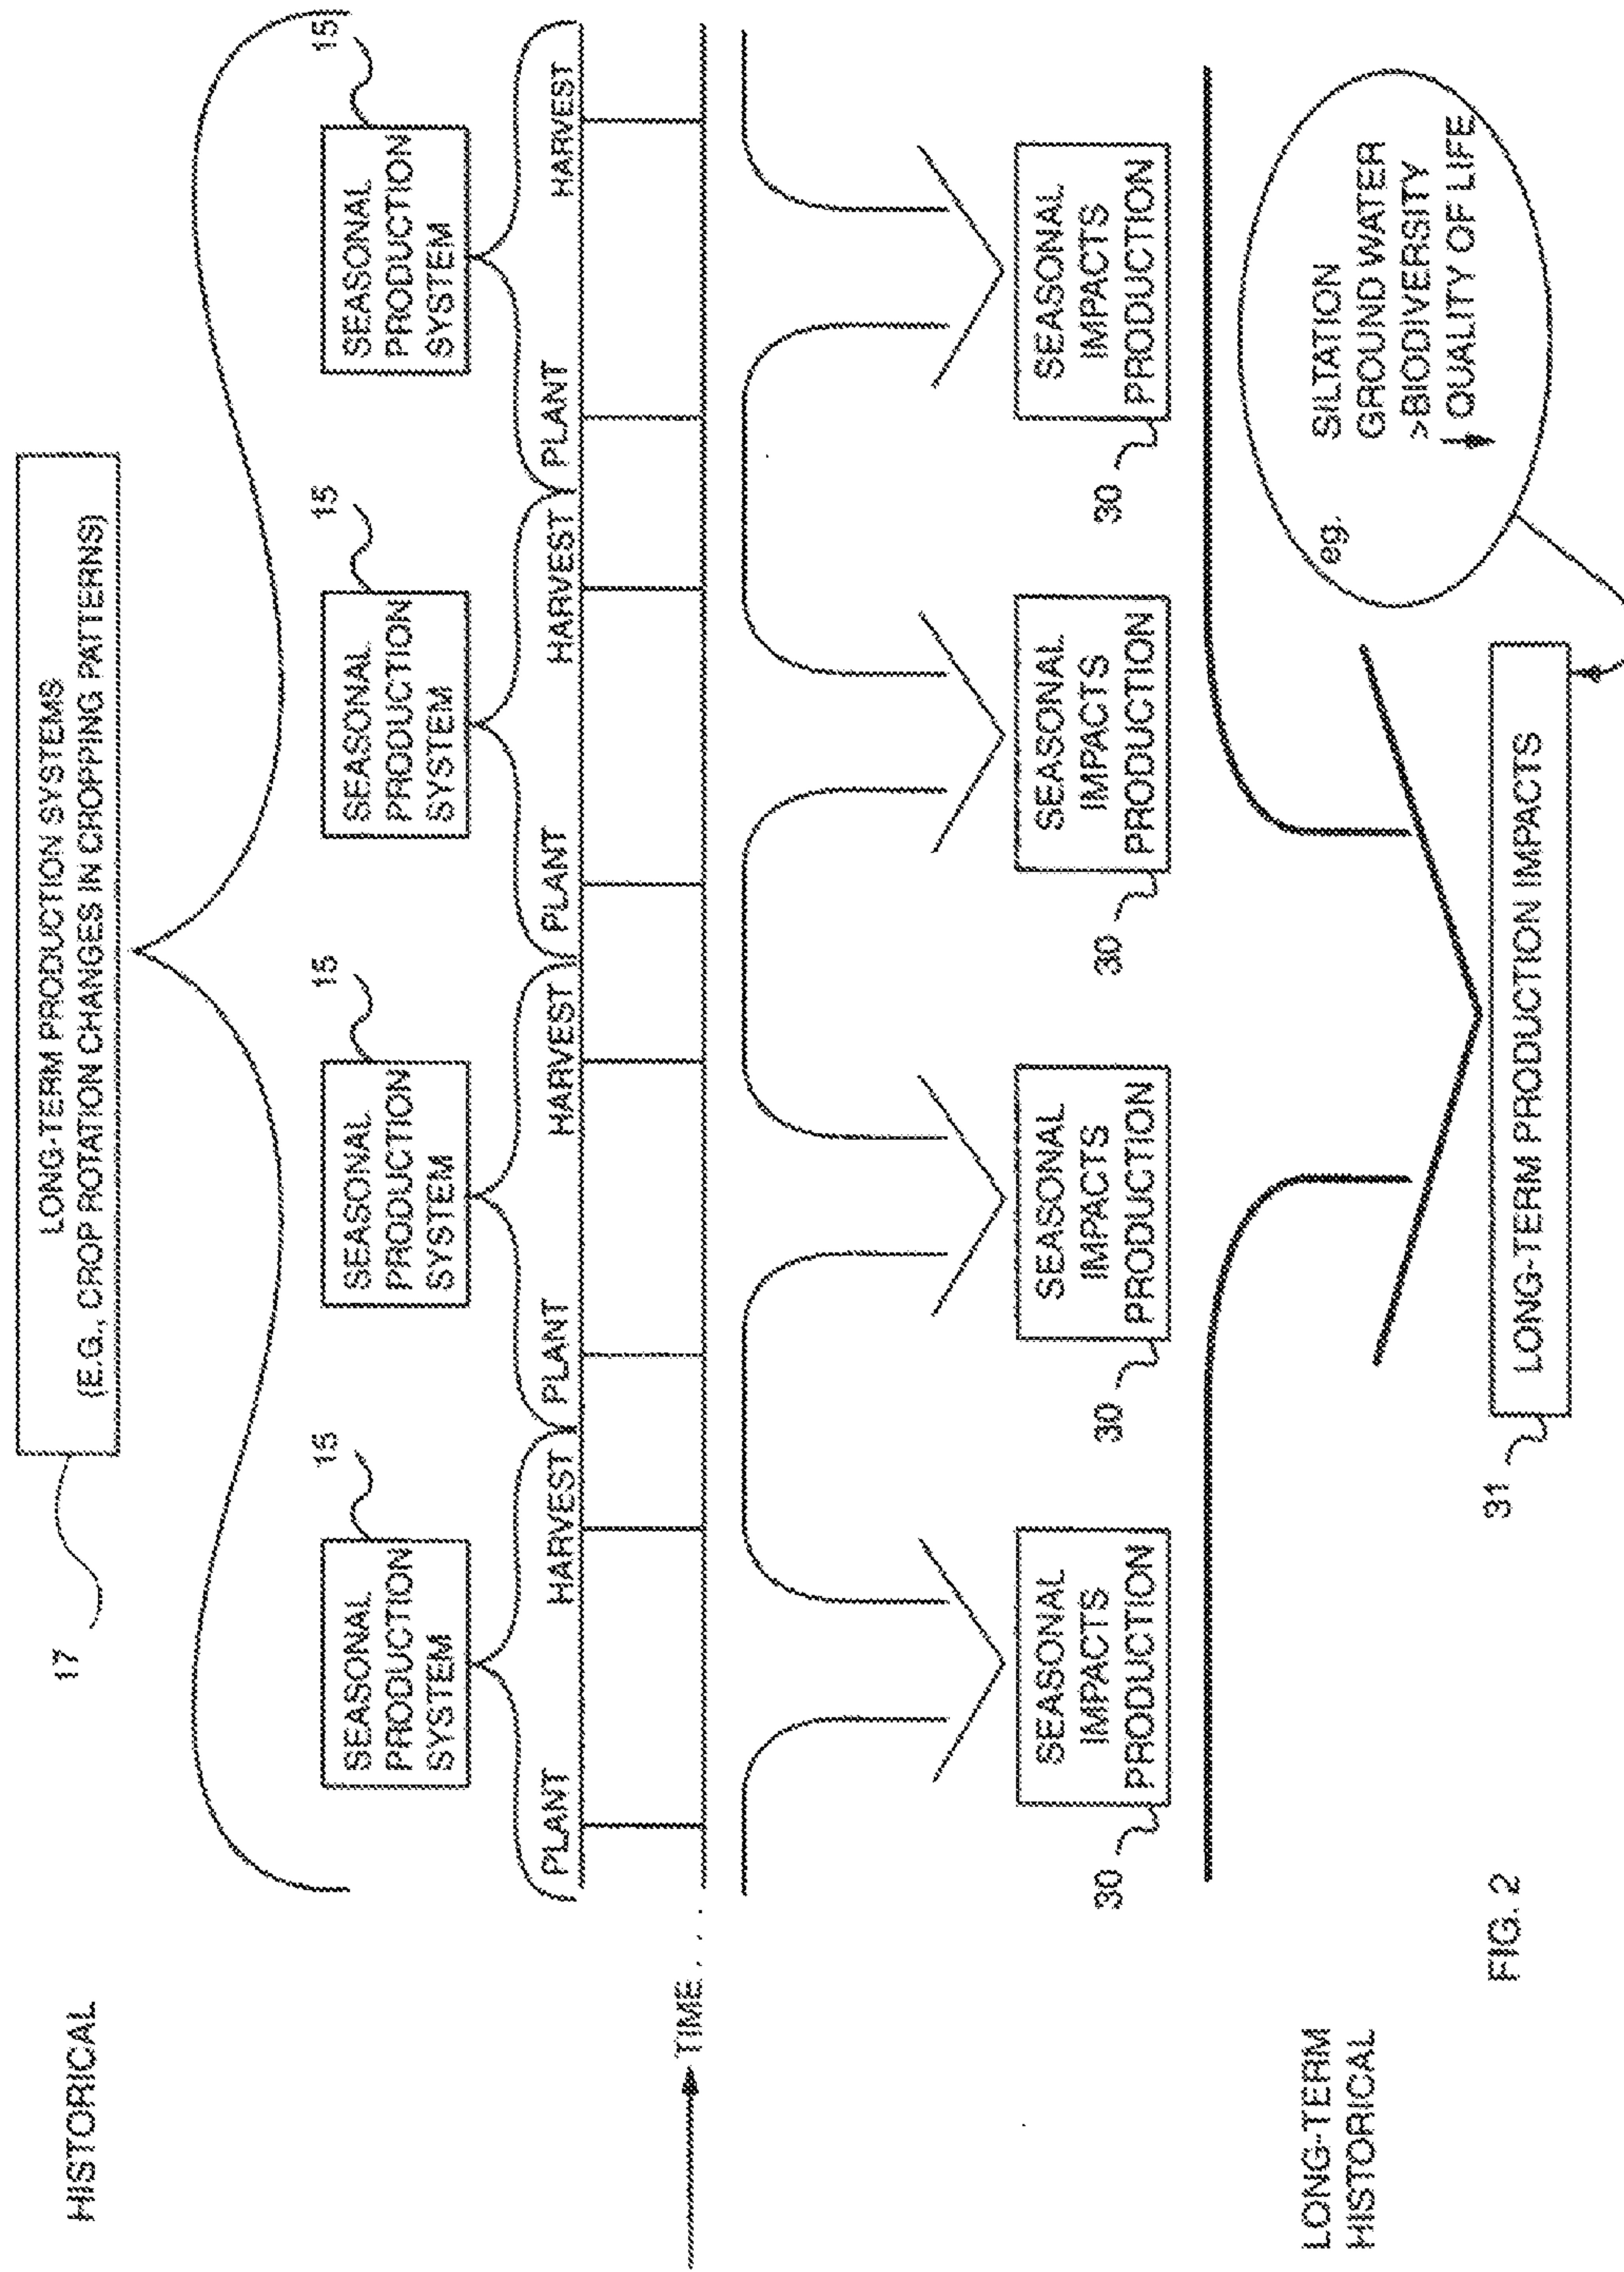 HISTORICAL
17
LONG-TERM PRODUCTION SYSTEMS
(E.G., CROP ROTATION CHANGES IN CROPPING PATTERNS)
15
15
15
15
SEASONAL
PRODUCTION
SYSTEM
SEASONAL
PRODUCTION
SYSTEM
SEASONAL
PRODUCTION
SYSTEM
SEASONAL
PRODUCTION
SYSTEM
PLANT HARVEST PLANT HARVEST PLANT HARVEST PLANT HARVEST
TIME. . . .
SEASONAL
IMPACTS
PRODUCTION
SEASONAL
IMPACTS
PRODUCTION
SEASONAL
IMPACTS
PRODUCTION
SEASONAL
IMPACTS
PRODUCTION
30
30
30
30
LONG-TERM
HISTORICAL
eg.
SILTATION
GROUND WATER
>BIODIVERSITY
QUALITY OF LIFE
31
LONG-TERM PRODUCTION IMPACTS
FIG. 2